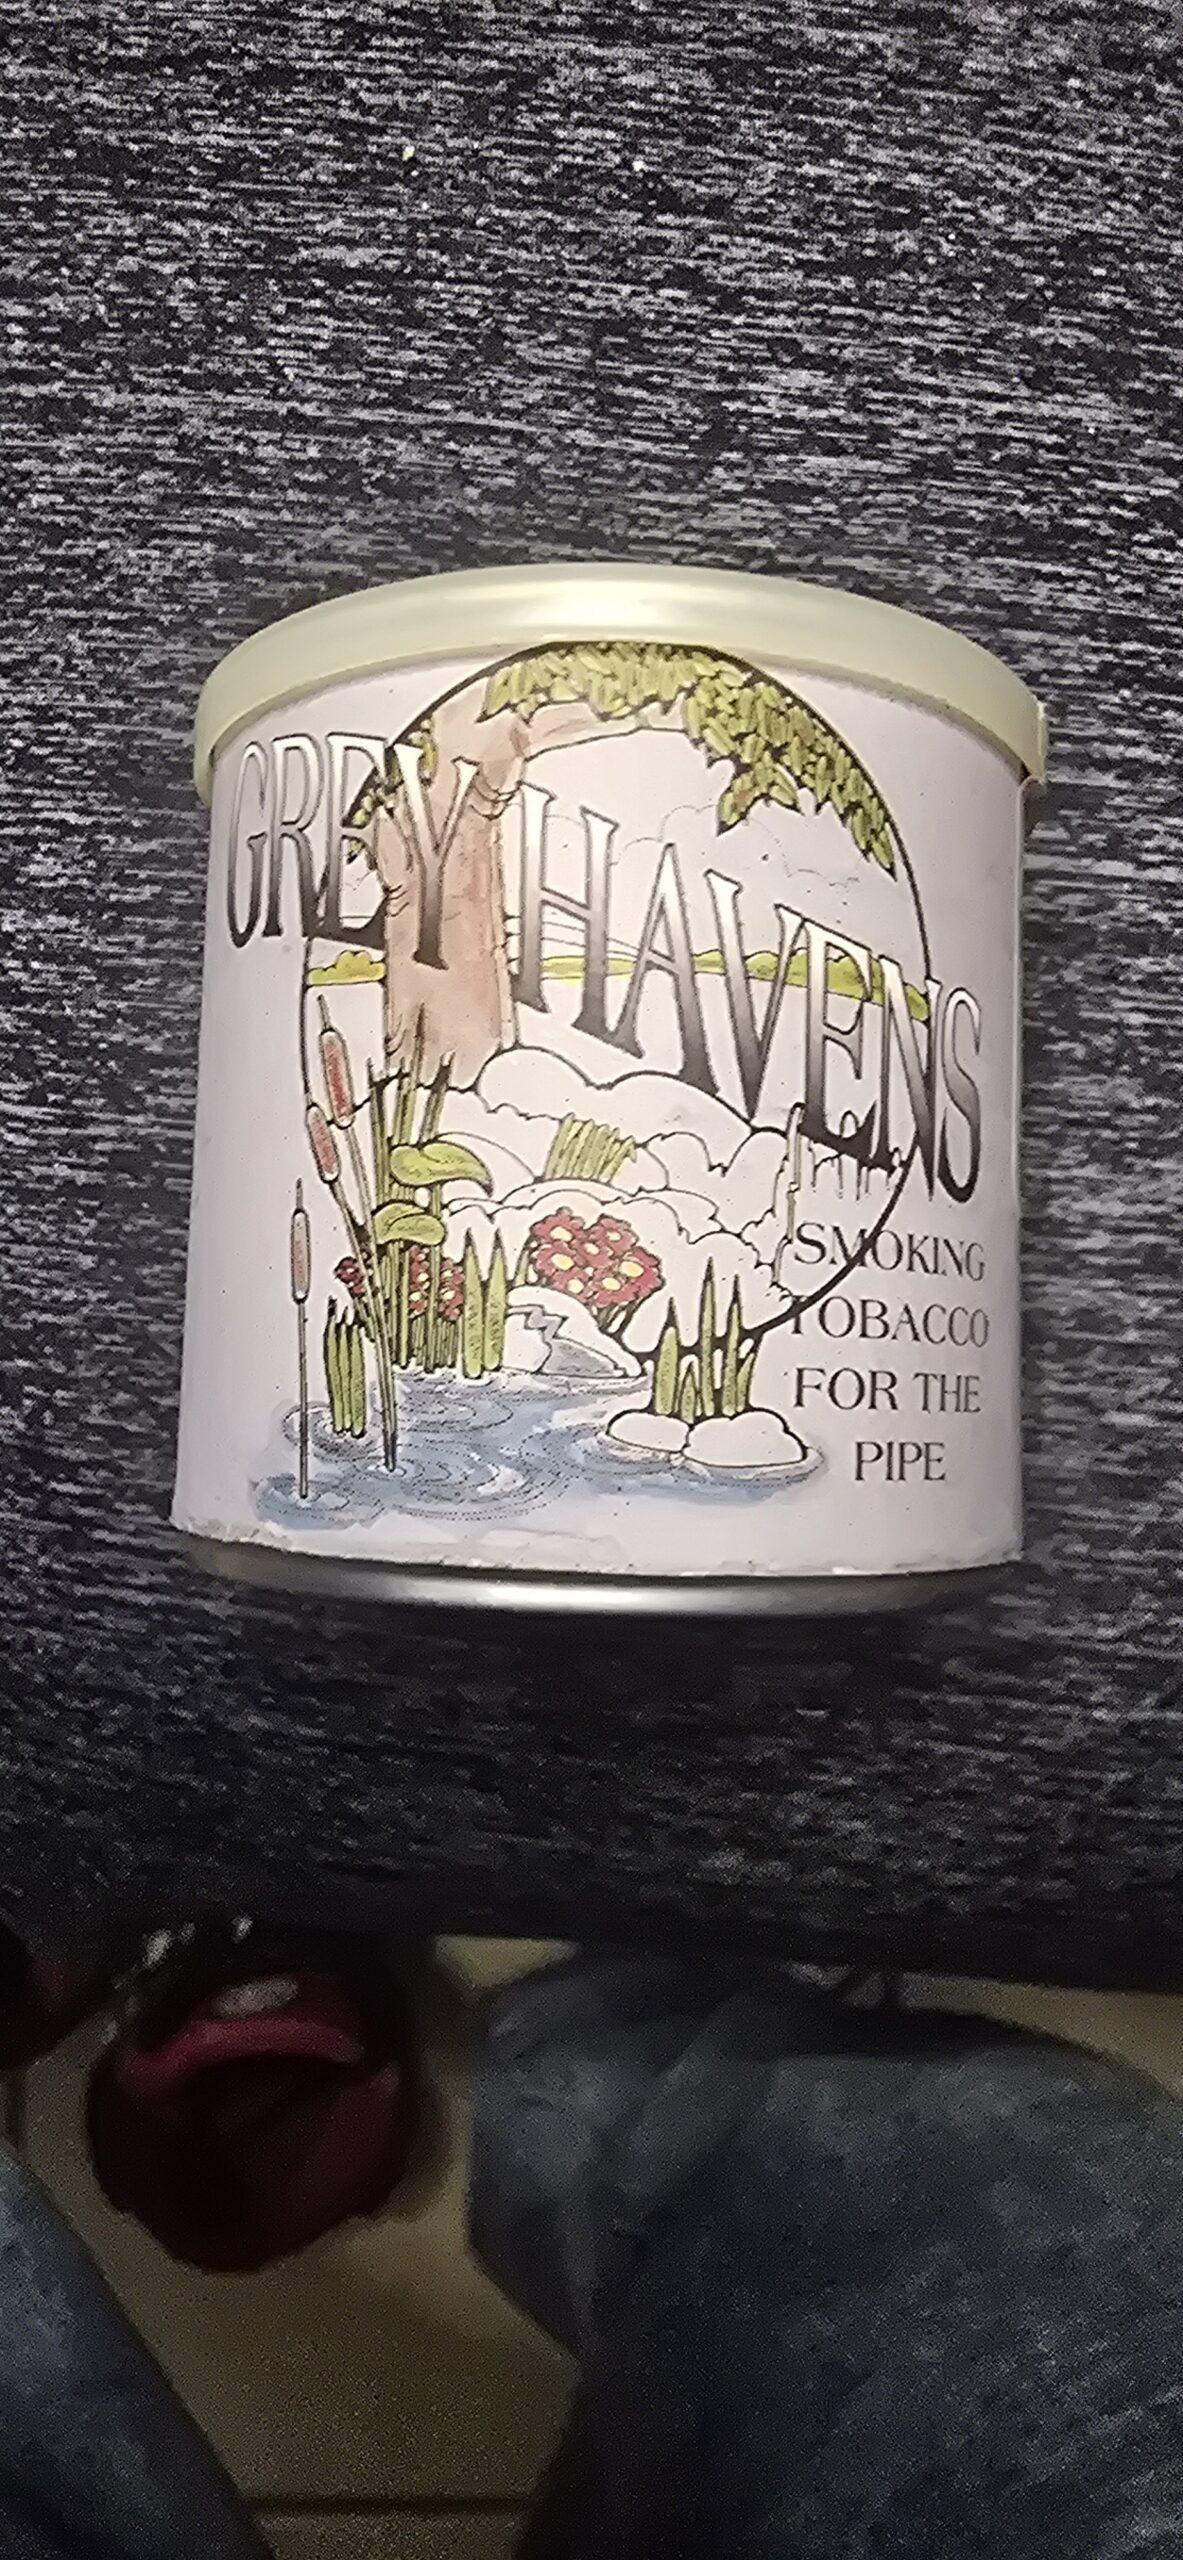 GREY HAVENS
SMOKING
TOBACCO
FOR THE
PIPE